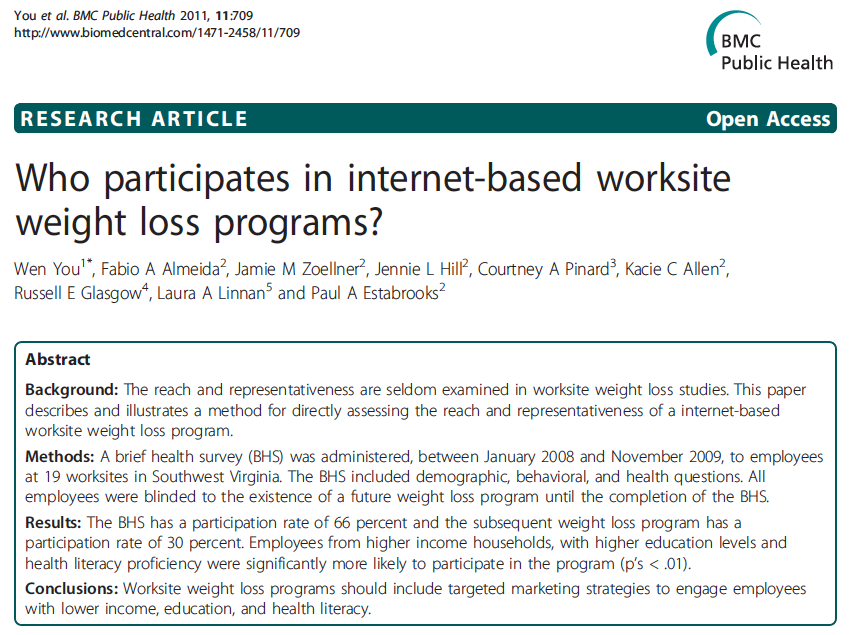 You et al. BMC Public Health 2011, 11:709
http://www.biomedcentral.com/1471-2458/11/709
BMC
Public Health
RESEARCH ARTICLE
Open Access
Who participates in internet-based worksite
weight loss programs?
Wen You1*, Fabio A Almeida2, Jamie M Zoellner2, Jennie L Hill2, Courtney A Pinard3, Kacie C Allen2,
Russell E Glasgow4, Laura A Linnan5 and Paul A Estabrooks2
Abstract
Background: The reach and representativeness are seldom examined in worksite weight loss studies. This paper
describes and illustrates a method for directly assessing the reach and representativeness of a internet-based
worksite weight loss program.
Methods: A brief health survey (BHS) was administered, between January 2008 and November 2009, to employees
at 19 worksites in Southwest Virginia. The BHS included demographic, behavioral, and health questions. All
employees were blinded to the existence of a future weight loss program until the completion of the BHS.
Results: The BHS has a participation rate of 66 percent and the subsequent weight loss program has a
participation rate of 30 percent. Employees from higher income households, with higher education levels and
health literacy proficiency were significantly more likely to participate in the program (p's < .01).
Conclusions: Worksite weight loss programs should include targeted marketing strategies to engage employees
with lower income, education, and health literacy.